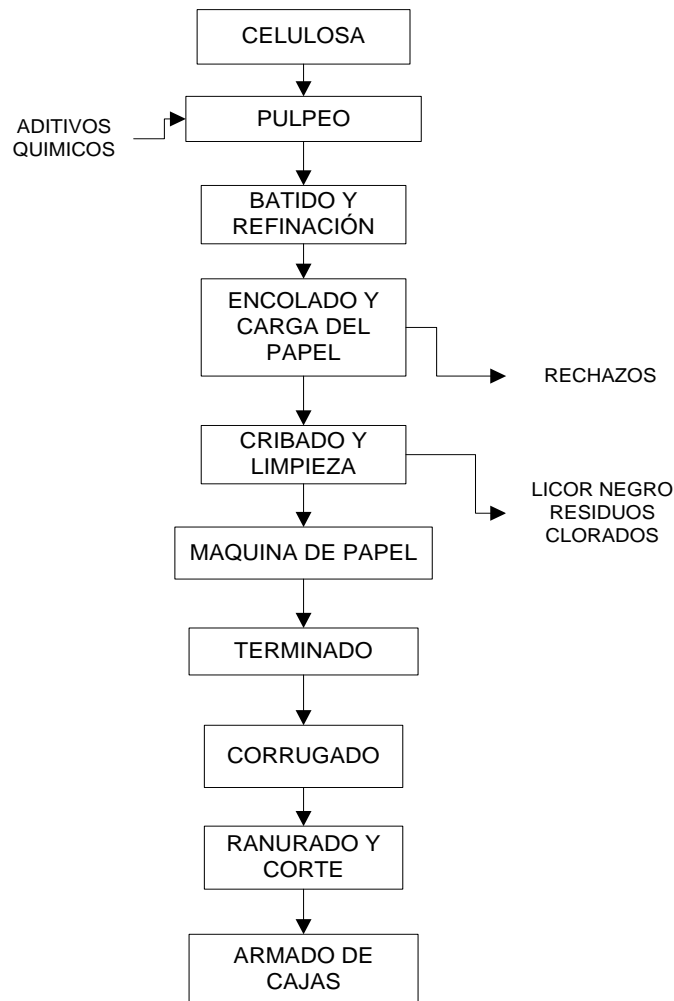 CELULOSA
PULPEO
ADITIVOS
QUIMICOS
BATIDO Y
REFINACIÓN
ENCOLADO Y
CARGA DEL
PAPEL
RECHAZOS
CRIBADO Y
LIMPIEZA
LICOR NEGRO
RESIDUOS
CLORADOS
MAQUINA DE PAPEL
TERMINADO
CORRUGADO
RANURADO Y
CORTE
ARMADO DE
CAJAS